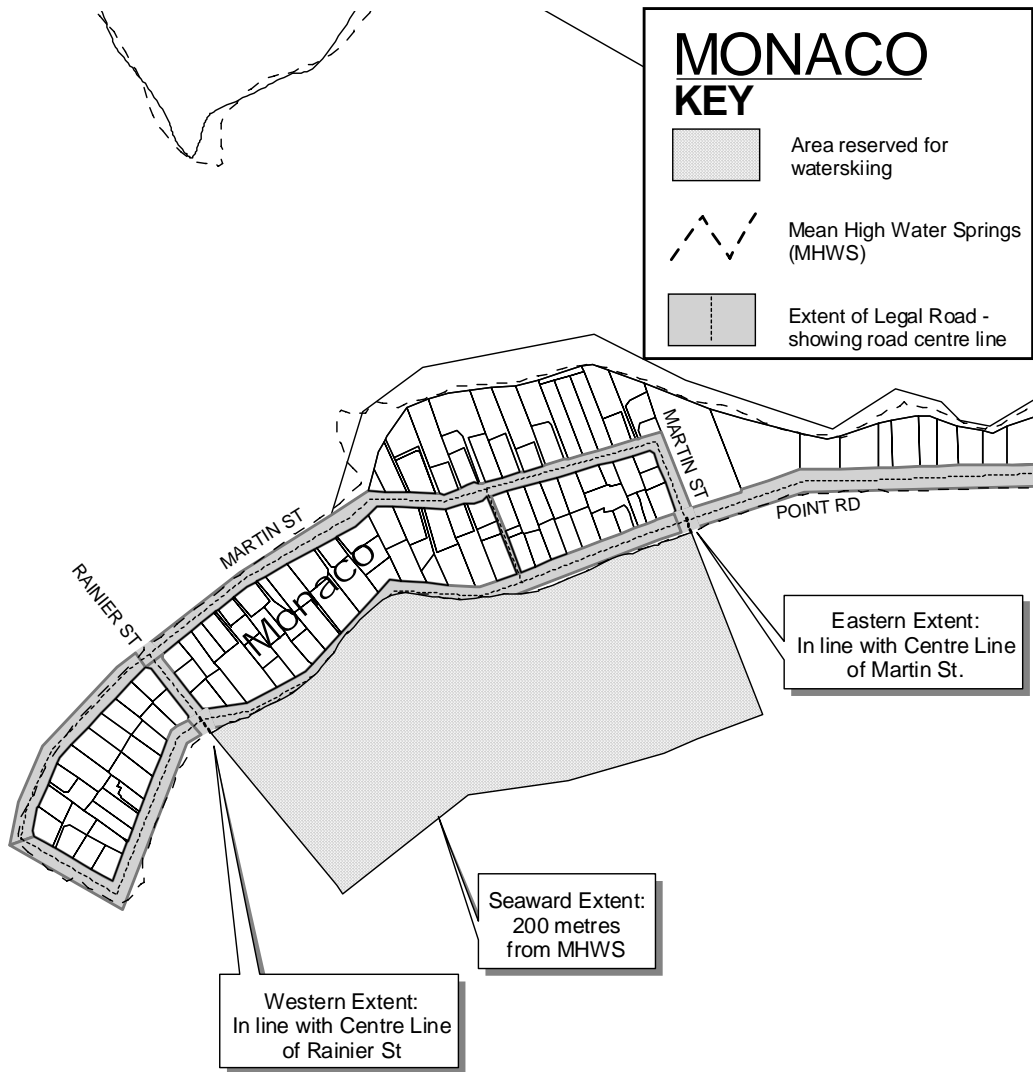 MONACO
KEY
Area reserved for
waterskiing
Mean High Water Springs
(MHWS)
Extent of Legal Road -
showing road centre line
MARTIN ST
POINT RD
MARTIN ST
Monaco
RAINIER ST
Eastern Extent:
In line with Centre Line
of Martin St.
Seaward Extent:
200 metres
from MHWS
Western Extent:
In line with Centre Line
of Rainier St